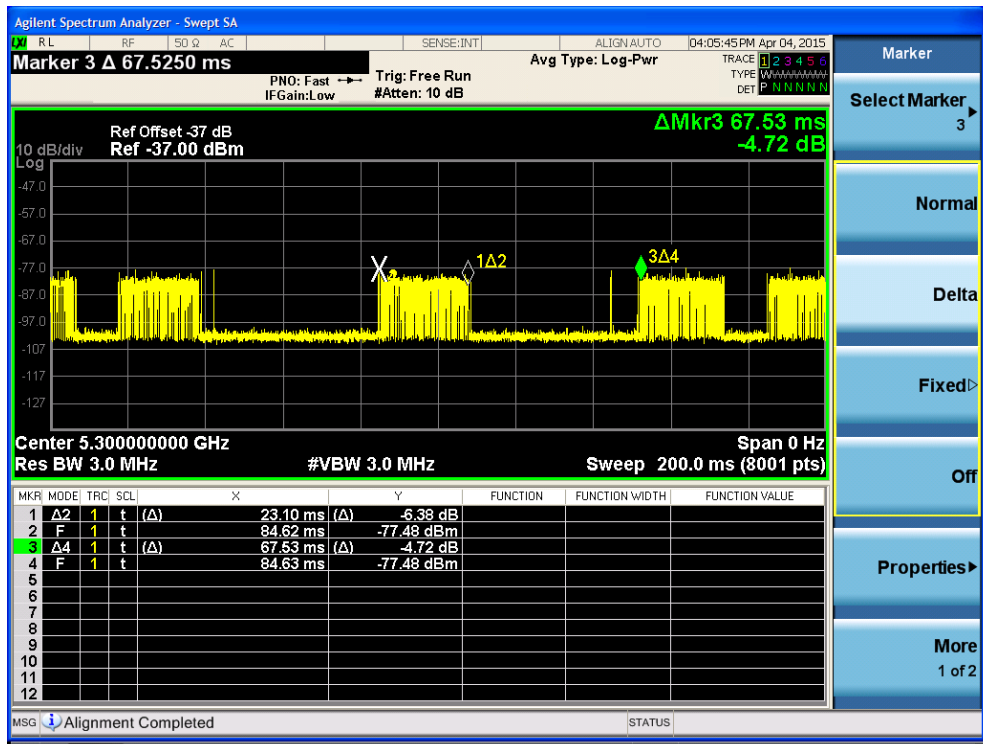 Agilent Spectrum Analyzer - Swept SA
LXI RL RF 50 Ω AC SENSE:INT ALIGN AUTO 04:05:45 PM Apr 04, 2015
Marker 3 Δ 67.5250 ms
PNO: Fast
IFGain:Low
Trig: Free Run
#Atten: 10 dB
Avg Type: Log-Pwr
TRACE 1 2 3 4 5 6
TYPE
DET P N N N N N
Ref Offset -37 dB
10 dB/div Ref -37.00 dBm
Log
ΔMkr3 67.53 ms
-4.72 dB
-47.0
-57.0
-67.0
-77.0
-87.0
-97.0
-107
-117
-127
X
2
1Δ2
3Δ4
Center 5.300000000 GHz Span 0 Hz
Res BW 3.0 MHz #VBW 3.0 MHz Sweep 200.0 ms (8001 pts)
MKR MODE TRC SCL X Y FUNCTION FUNCTION WIDTH FUNCTION VALUE
1 Δ2 1 t (Δ) 23.10 ms (Δ) -6.38 dB
2 F 1 t 84.62 ms -77.48 dBm
3 Δ4 1 t (Δ) 67.53 ms (Δ) -4.72 dB
4 F 1 t 84.63 ms -77.48 dBm
5
6
7
8
9
10
11
12
MSG Alignment Completed STATUS
Marker
Select Marker
3
Normal
Delta
Fixed
Off
Properties
More
1 of 2